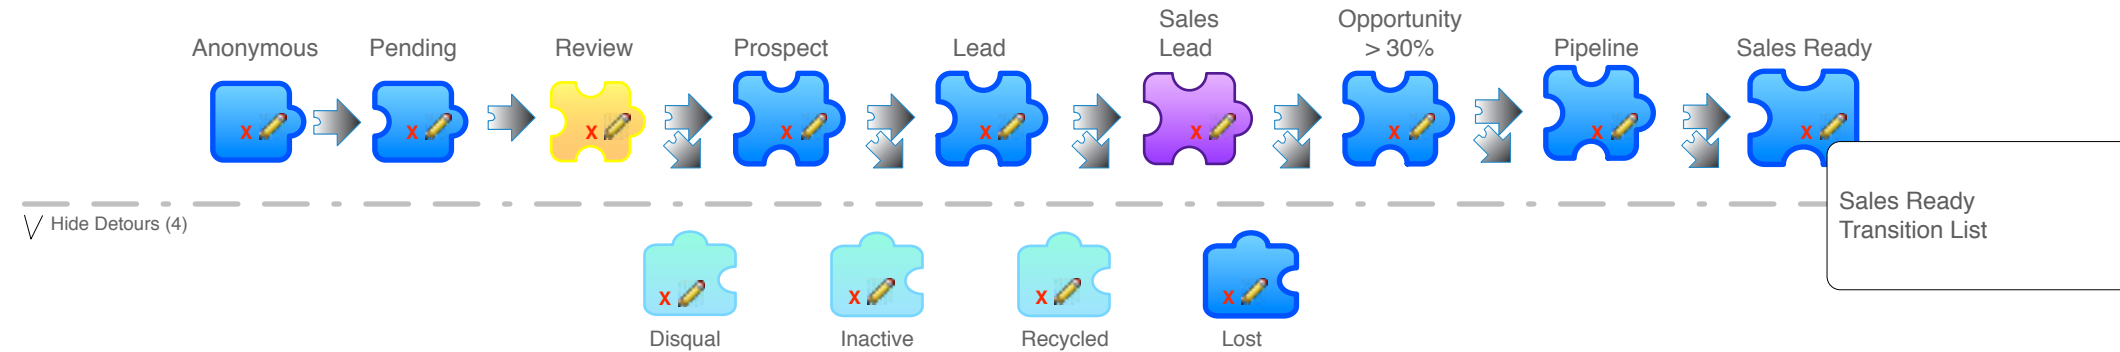 Anonymous
Pending
Review
Prospect
Lead
Sales
Lead
Opportunity
> 30%
Pipeline
Sales Ready
x
x
x
x
x
x
x
x
x
Hide Detours (4)
Sales Ready
Transition List
x
x
x
x
Disqual
Inactive
Recycled
Lost